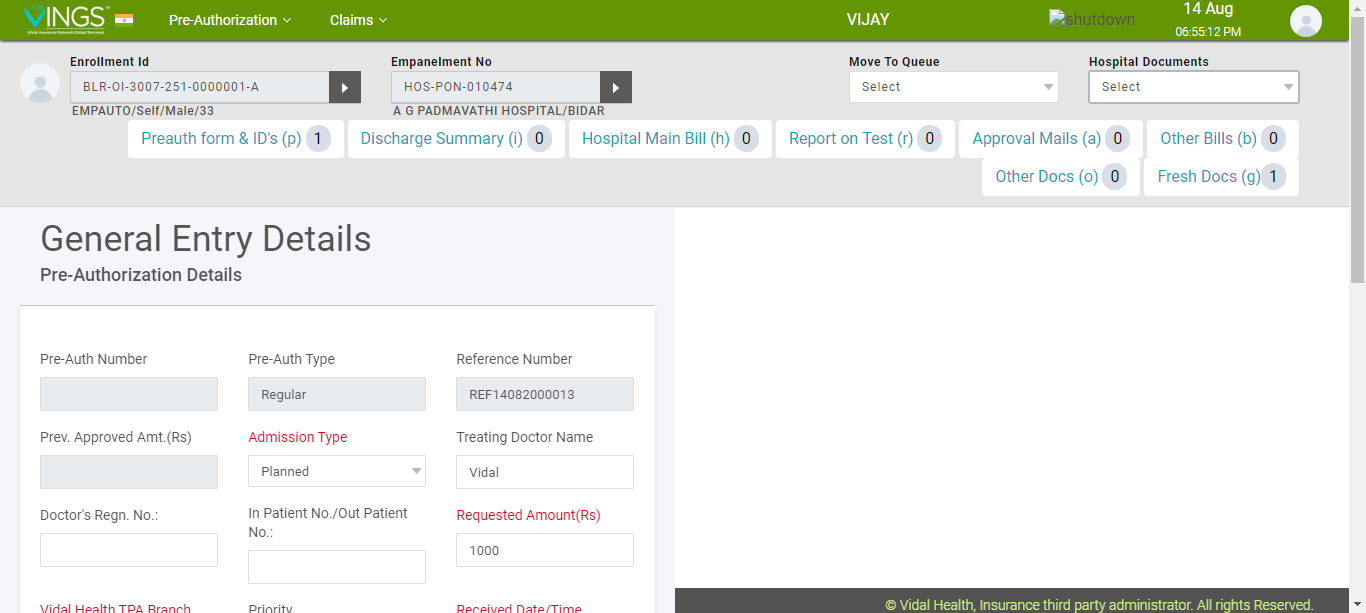 VINGS
(Vidal Insurance Network Global Services)
Pre-Authorization
Claims
VIJAY
shutdown
14 Aug
06:55:12 PM
Enrollment Id
Empanelment No
Move To Queue
Hospital Documents
BLR-OI-3007-251-0000001-A
HOS-PON-010474
Select
Select
EMPAUTO/Self/Male/33
A G PADMAVATHI HOSPITAL/BIDAR
Preauth form & ID's (p) 1
Discharge Summary (i) 0
Hospital Main Bill (h) 0
Report on Test (r) 0
Approval Mails (a) 0
Other Bills (b) 0
Other Docs (o) 0
Fresh Docs (g) 1
General Entry Details
Pre-Authorization Details
Pre-Auth Number
Pre-Auth Type
Reference Number
Regular
REF14082000013
Prev. Approved Amt.(Rs)
Admission Type
Treating Doctor Name
Planned
Vidal
Doctor's Regn. No.:
In Patient No./Out Patient
No.:
Requested Amount(Rs)
1000
Vidal Health TPA Branch
Priority
Received Date/Time
© Vidal Health, Insurance third party administrator. All rights Reserved.